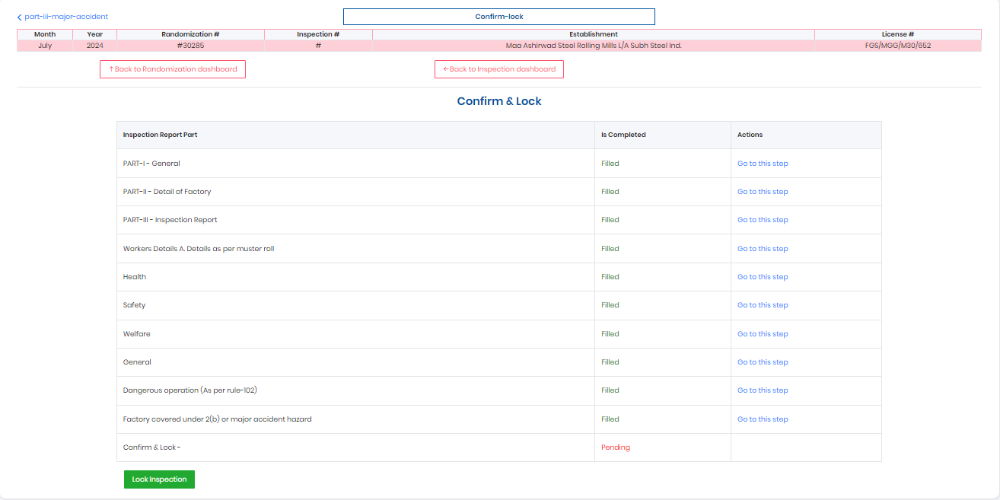 part-iii-major-accident
Confirm-lock
Month Year Randomization # Inspection # Establishment License #
July 2024 #30285 # Maa Ashirwad Steel Rolling Mills L/A Subh Steel Ind. FGS/MGG/M30/652
↑Back to Randomization dashboard ←Back to Inspection dashboard
Confirm & Lock
Inspection Report Part Is Completed Actions
PART-I - General Filled Go to this step
PART-II - Detail of Factory Filled Go to this step
PART-III - Inspection Report Filled Go to this step
Workers Details A. Details as per muster roll Filled Go to this step
Health Filled Go to this step
Safety Filled Go to this step
Welfare Filled Go to this step
General Filled Go to this step
Dangerous operation (As per rule-102) Filled Go to this step
Factory covered under 2(b) or major accident hazard Filled Go to this step
Confirm & Lock - Pending
Lock Inspection